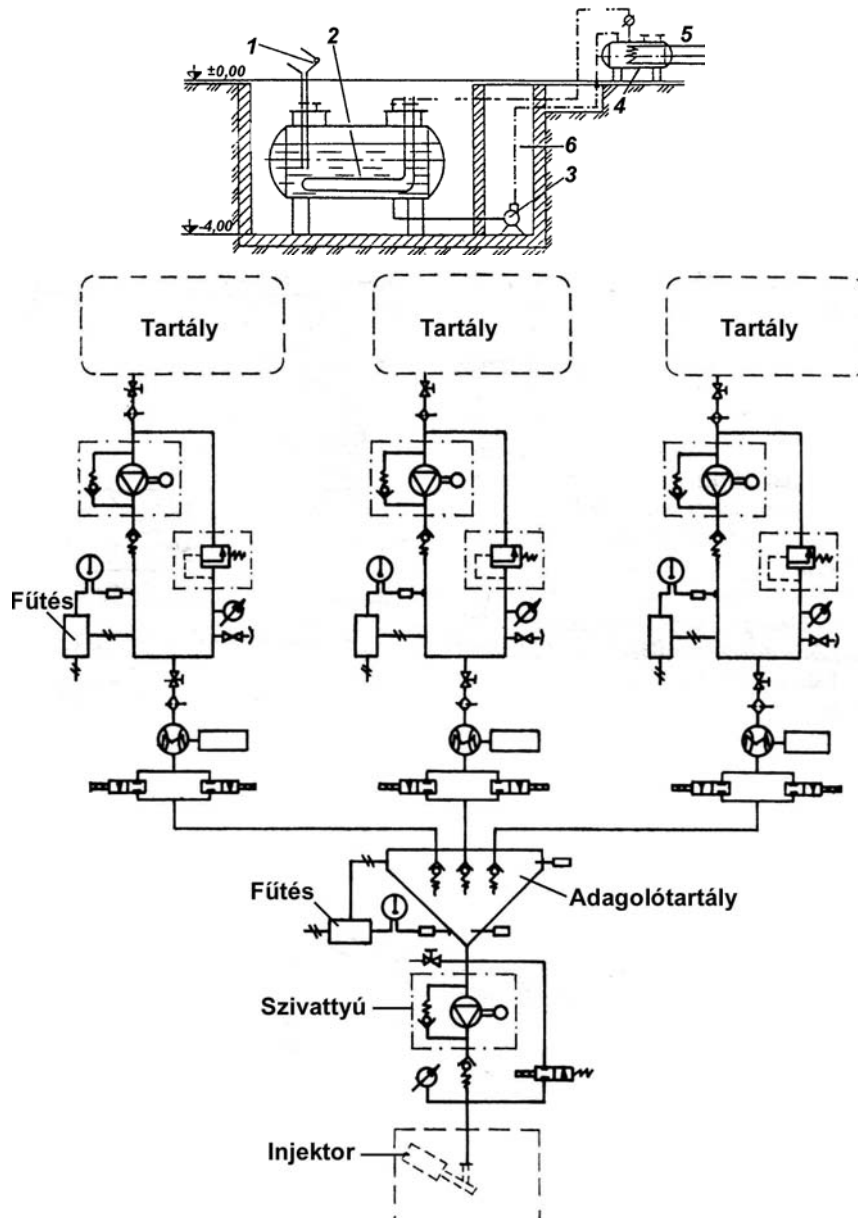 1
2
5
±0,00
4
6
3
-4,00
Tartály
Tartály
Tartály
Fűtés
Fűtés
Adagolótartály
Szivattyú
Injektor